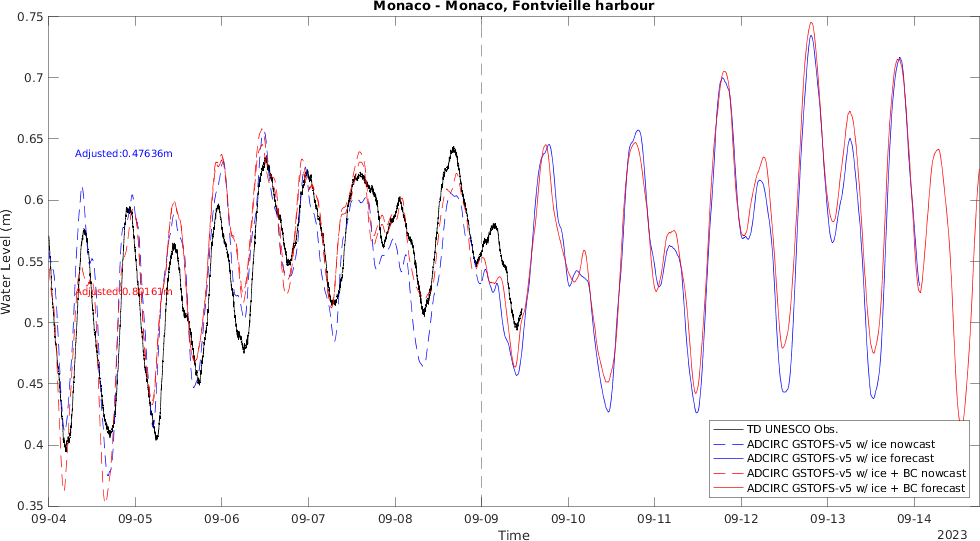 Monaco - Monaco, Fontvieille harbour
0.75
0.7
0.65
0.6
0.55
0.5
0.45
0.4
0.35
Water Level (m)
Adjusted:0.47636m
Adjusted:0.80161m
TD UNESCO Obs.
ADCIRC GSTOFS-v5 w/ ice nowcast
ADCIRC GSTOFS-v5 w/ ice forecast
ADCIRC GSTOFS-v5 w/ ice + BC nowcast
ADCIRC GSTOFS-v5 w/ ice + BC forecast
09-04 09-05 09-06 09-07 09-08 09-09 09-10 09-11 09-12 09-13 09-14
Time
2023